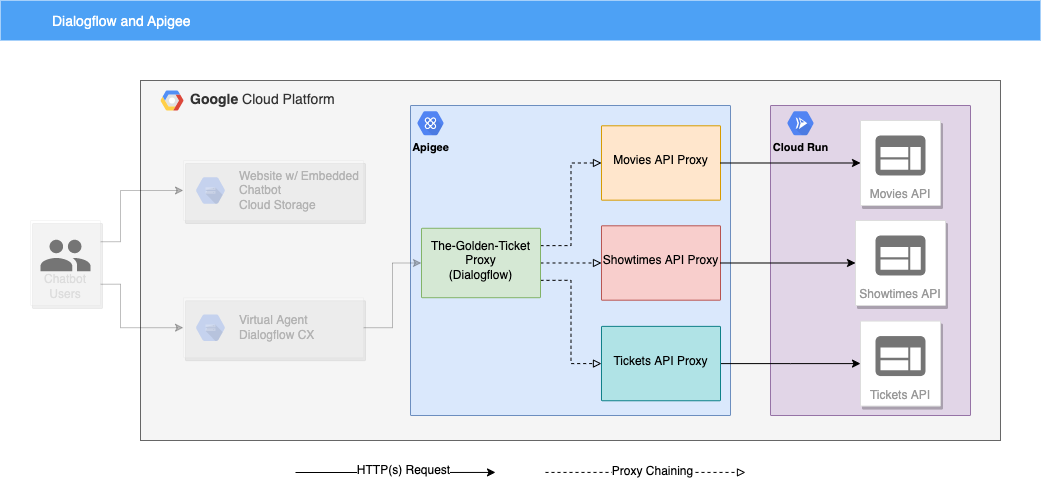 Dialogflow and Apigee
Google Cloud Platform
Apigee
Cloud Run
Movies API Proxy
Movies API
Website w/ Embedded
Chatbot
Cloud Storage
The-Golden-Ticket
Proxy
(Dialogflow)
Showtimes API Proxy
Showtimes API
Chatbot
Users
Virtual Agent
Dialogflow CX
Tickets API Proxy
Tickets API
HTTP(s) Request
Proxy Chaining